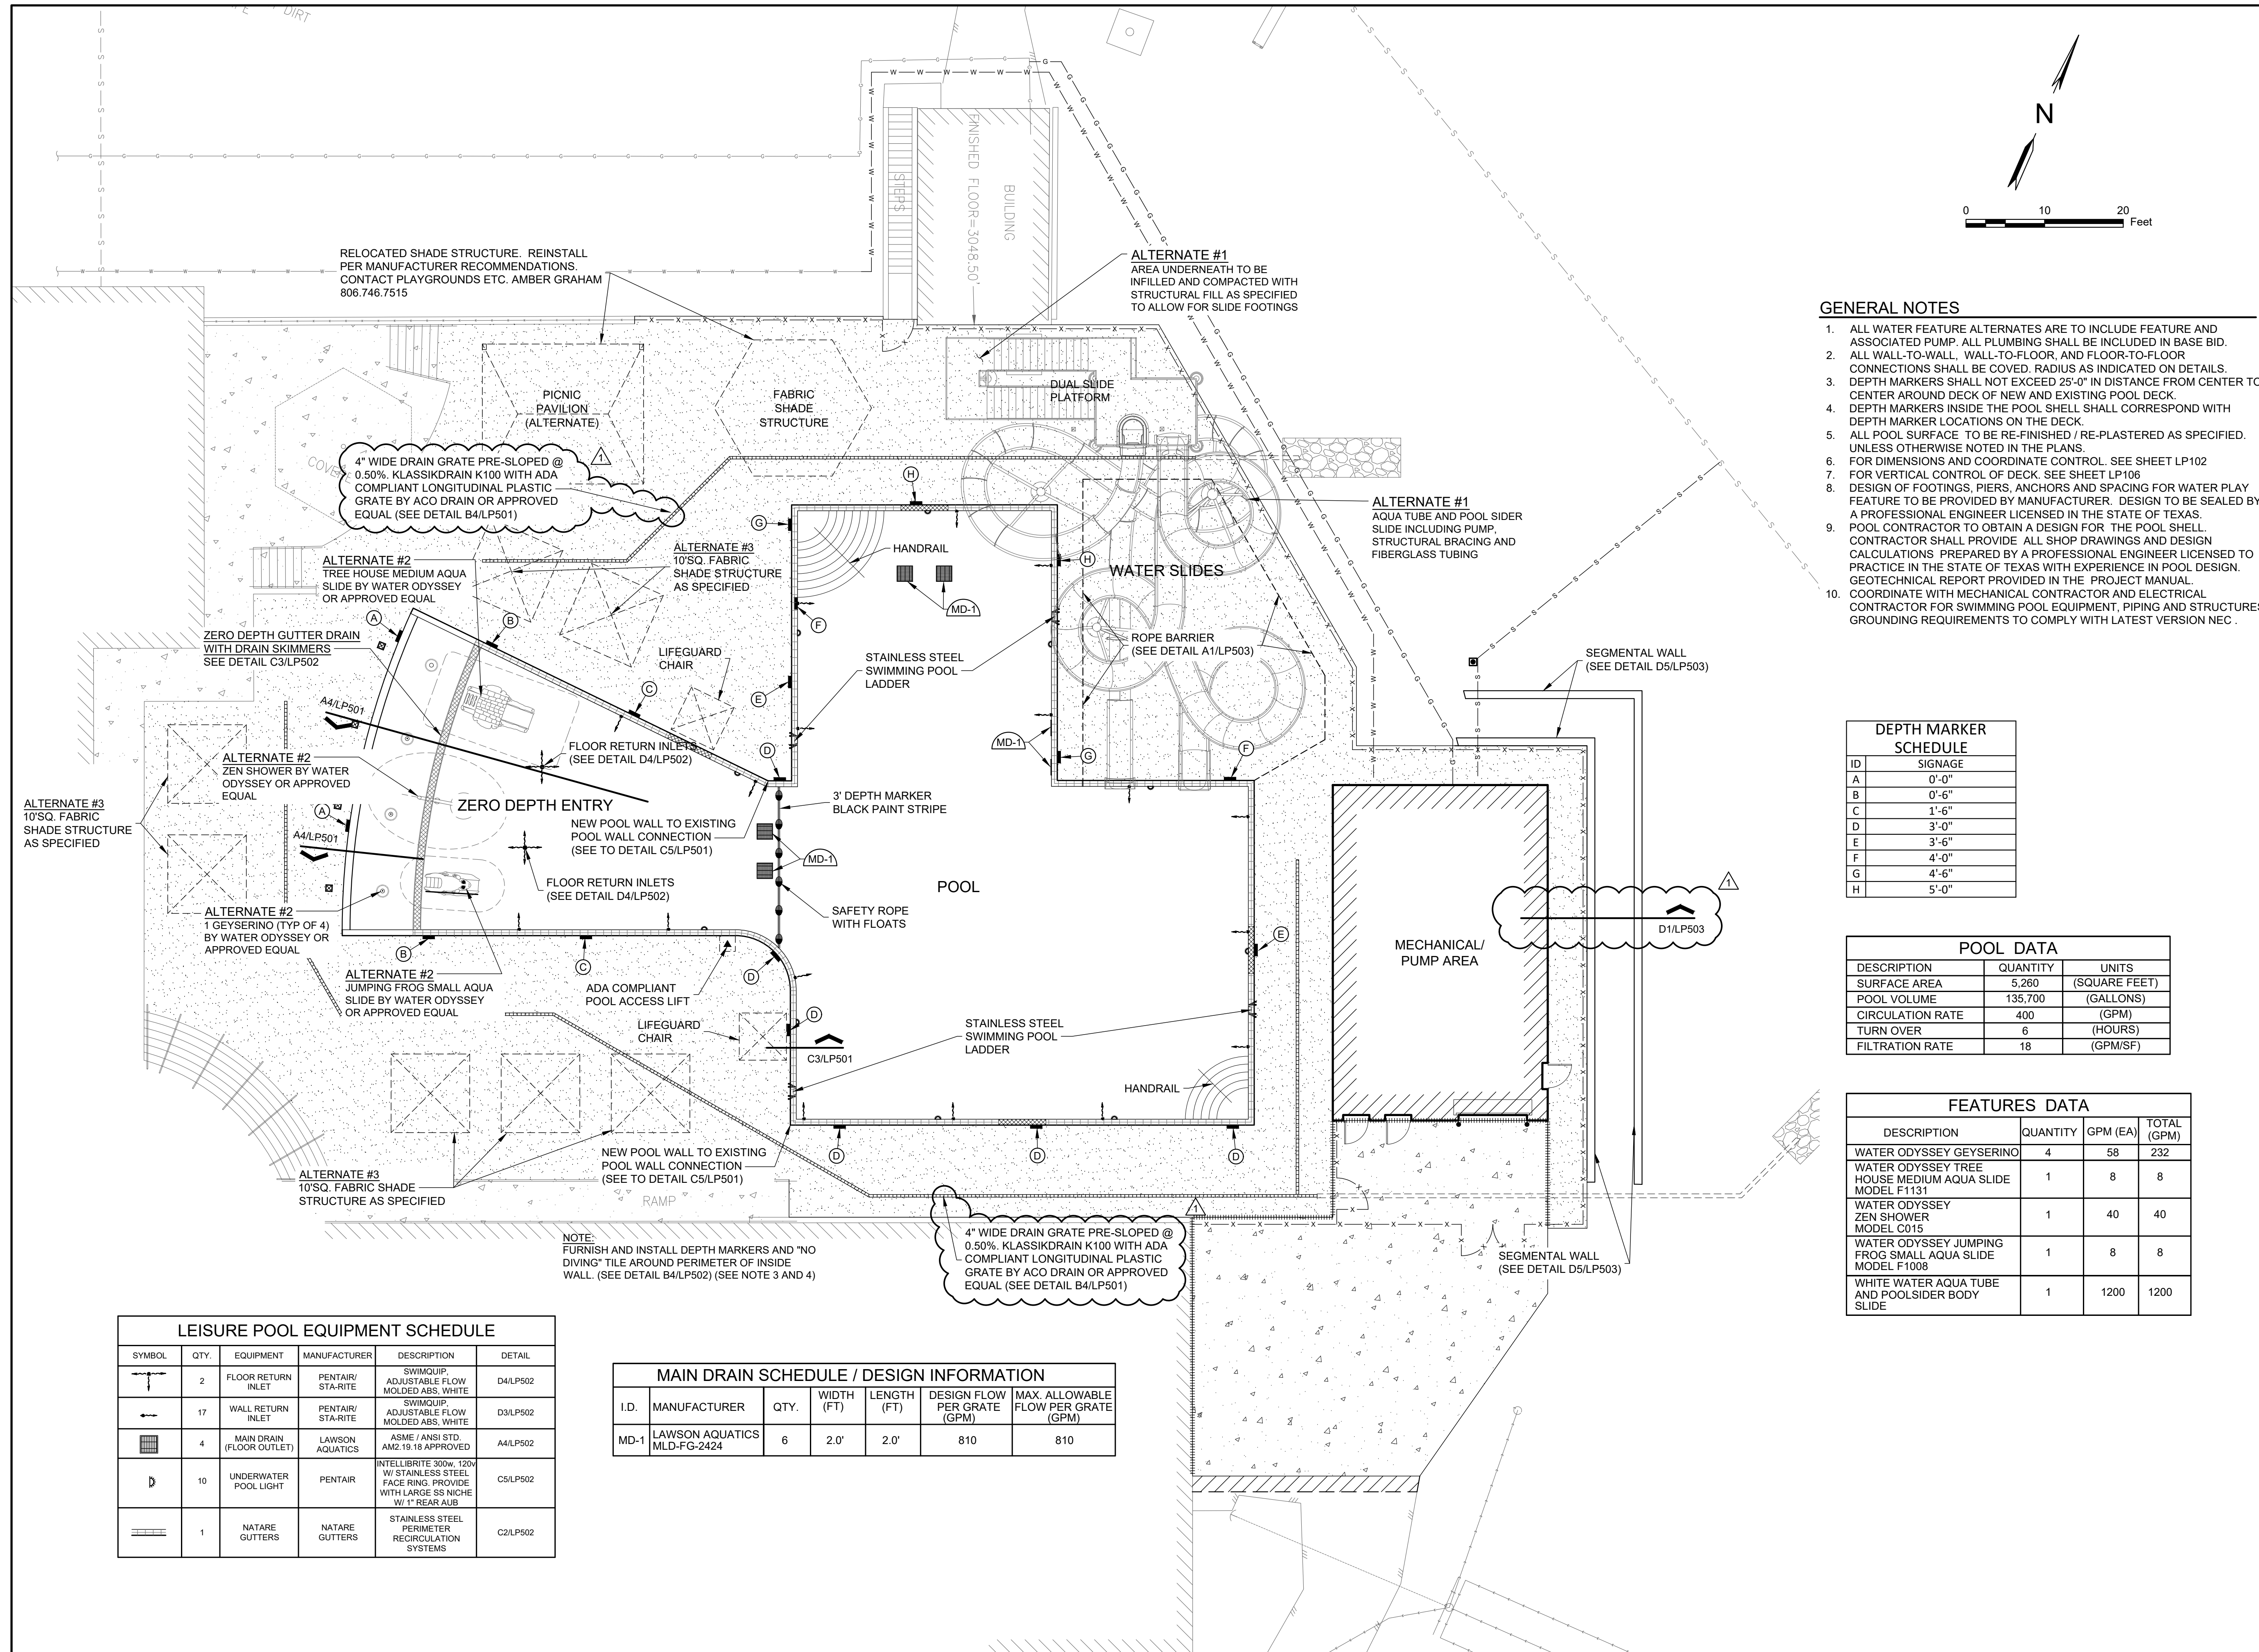 DIRT
N
0 10 20
Feet
FINISHED FLOOR=3048.50'
BUILDING
STEPS
RELOCATED SHADE STRUCTURE. REINSTALL
PER MANUFACTURER RECOMMENDATIONS.
CONTACT PLAYGROUNDS ETC. AMBER GRAHAM
806.746.7515
ALTERNATE #1
AREA UNDERNEATH TO BE
INFILLED AND COMPACTED WITH
STRUCTURAL FILL AS SPECIFIED
TO ALLOW FOR SLIDE FOOTINGS
PICNIC
PAVILION
(ALTERNATE)
FABRIC
SHADE
STRUCTURE
DUAL SLIDE
PLATFORM
4" WIDE DRAIN GRATE PRE-SLOPED @
0.50%. KLASSIKDRAIN K100 WITH ADA
COMPLIANT LONGITUDINAL PLASTIC
GRATE BY ACO DRAIN OR APPROVED
EQUAL (SEE DETAIL B4/LP501)
1
ALTERNATE #1
AQUA TUBE AND POOL SIDER
SLIDE INCLUDING PUMP,
STRUCTURAL BRACING AND
FIBERGLASS TUBING
ALTERNATE #2
TREE HOUSE MEDIUM AQUA
SLIDE BY WATER ODYSSEY
OR APPROVED EQUAL
ALTERNATE #3
10'SQ. FABRIC
SHADE STRUCTURE
AS SPECIFIED
H
G
HANDRAIL
H
WATER SLIDES
MD-1
F
A
B
ZERO DEPTH GUTTER DRAIN
WITH DRAIN SKIMMERS
SEE DETAIL C3/LP502
LIFEGUARD
CHAIR
STAINLESS STEEL
SWIMMING POOL
LADDER
ROPE BARRIER
(SEE DETAIL A1/LP503)
SEGMENTAL WALL
(SEE DETAIL D5/LP503)
A4/LP501
C
E
D
MD-1
G
F
FLOOR RETURN INLETS
(SEE DETAIL D4/LP502)
ALTERNATE #2
ZEN SHOWER BY WATER
ODYSSEY OR APPROVED
EQUAL
ZERO DEPTH ENTRY
3' DEPTH MARKER
BLACK PAINT STRIPE
ALTERNATE #3
10'SQ. FABRIC
SHADE STRUCTURE
AS SPECIFIED
A
A4/LP501
NEW POOL WALL TO EXISTING
POOL WALL CONNECTION
(SEE TO DETAIL C5/LP501)
MD-1
POOL
FLOOR RETURN INLETS
(SEE DETAIL D4/LP502)
SAFETY ROPE
WITH FLOATS
ALTERNATE #2
1 GEYSERINO (TYP OF 4)
BY WATER ODYSSEY OR
APPROVED EQUAL
B
C
D
E
MECHANICAL/
PUMP AREA
1
D1/LP503
ALTERNATE #2
JUMPING FROG SMALL AQUA
SLIDE BY WATER ODYSSEY
OR APPROVED EQUAL
ADA COMPLIANT
POOL ACCESS LIFT
LIFEGUARD
CHAIR
D
C3/LP501
STAINLESS STEEL
SWIMMING POOL
LADDER
HANDRAIL
D
D
D
NEW POOL WALL TO EXISTING
POOL WALL CONNECTION
(SEE TO DETAIL C5/LP501)
ALTERNATE #3
10'SQ. FABRIC SHADE
STRUCTURE AS SPECIFIED
RAMP
NOTE:
FURNISH AND INSTALL DEPTH MARKERS AND "NO
DIVING" TILE AROUND PERIMETER OF INSIDE
WALL. (SEE DETAIL B4/LP502) (SEE NOTE 3 AND 4)
4" WIDE DRAIN GRATE PRE-SLOPED @
0.50%. KLASSIKDRAIN K100 WITH ADA
COMPLIANT LONGITUDINAL PLASTIC
GRATE BY ACO DRAIN OR APPROVED
EQUAL (SEE DETAIL B4/LP501)
1
SEGMENTAL WALL
(SEE DETAIL D5/LP503)
GENERAL NOTES
1. ALL WATER FEATURE ALTERNATES ARE TO INCLUDE FEATURE AND
ASSOCIATED PUMP. ALL PLUMBING SHALL BE INCLUDED IN BASE BID.
2. ALL WALL-TO-WALL, WALL-TO-FLOOR, AND FLOOR-TO-FLOOR
CONNECTIONS SHALL BE COVED. RADIUS AS INDICATED ON DETAILS.
3. DEPTH MARKERS SHALL NOT EXCEED 25'-0" IN DISTANCE FROM CENTER TO
CENTER AROUND DECK OF NEW AND EXISTING POOL DECK.
4. DEPTH MARKERS INSIDE THE POOL SHELL SHALL CORRESPOND WITH
DEPTH MARKER LOCATIONS ON THE DECK.
5. ALL POOL SURFACE TO BE RE-FINISHED / RE-PLASTERED AS SPECIFIED.
UNLESS OTHERWISE NOTED IN THE PLANS.
6. FOR DIMENSIONS AND COORDINATE CONTROL. SEE SHEET LP102
7. FOR VERTICAL CONTROL OF DECK. SEE SHEET LP106
8. DESIGN OF FOOTINGS, PIERS, ANCHORS AND SPACING FOR WATER PLAY
FEATURE TO BE PROVIDED BY MANUFACTURER. DESIGN TO BE SEALED BY
A PROFESSIONAL ENGINEER LICENSED IN THE STATE OF TEXAS.
9. POOL CONTRACTOR TO OBTAIN A DESIGN FOR THE POOL SHELL.
CONTRACTOR SHALL PROVIDE ALL SHOP DRAWINGS AND DESIGN
CALCULATIONS PREPARED BY A PROFESSIONAL ENGINEER LICENSED TO
PRACTICE IN THE STATE OF TEXAS WITH EXPERIENCE IN POOL DESIGN.
GEOTECHNICAL REPORT PROVIDED IN THE PROJECT MANUAL.
10. COORDINATE WITH MECHANICAL CONTRACTOR AND ELECTRICAL
CONTRACTOR FOR SWIMMING POOL EQUIPMENT, PIPING AND STRUCTURES
GROUNDING REQUIREMENTS TO COMPLY WITH LATEST VERSION NEC .
DEPTH MARKER
SCHEDULE
ID SIGNAGE
A 0'-0"
B 0'-6"
C 1'-6"
D 3'-0"
E 3'-6"
F 4'-0"
G 4'-6"
H 5'-0"
POOL DATA
DESCRIPTION QUANTITY UNITS
SURFACE AREA 5,260 (SQUARE FEET)
POOL VOLUME 135,700 (GALLONS)
CIRCULATION RATE 400 (GPM)
TURN OVER 6 (HOURS)
FILTRATION RATE 18 (GPM/SF)
FEATURES DATA
DESCRIPTION QUANTITY GPM (EA) TOTAL (GPM)
WATER ODYSSEY GEYSERINO 4 58 232
WATER ODYSSEY TREE
HOUSE MEDIUM AQUA SLIDE 1 8 8
MODEL F1131
WATER ODYSSEY
ZEN SHOWER 1 40 40
MODEL C015
WATER ODYSSEY JUMPING
FROG SMALL AQUA SLIDE 1 8 8
MODEL F1008
WHITE WATER AQUA TUBE
AND POOLSIDER BODY 1 1200 1200
SLIDE
LEISURE POOL EQUIPMENT SCHEDULE
SYMBOL QTY. EQUIPMENT MANUFACTURER DESCRIPTION DETAIL
2 FLOOR RETURN INLET PENTAIR/ STA-RITE SWIMQUIP, ADJUSTABLE FLOW MOLDED ABS, WHITE D4/LP502
17 WALL RETURN INLET PENTAIR/ STA-RITE SWIMQUIP, ADJUSTABLE FLOW MOLDED ABS, WHITE D3/LP502
4 MAIN DRAIN (FLOOR OUTLET) LAWSON AQUATICS ASME / ANSI STD. AM2.19.18 APPROVED A4/LP502
10 UNDERWATER POOL LIGHT PENTAIR INTELLIBRITE 300w, 120v W/ STAINLESS STEEL FACE RING. PROVIDE WITH LARGE SS NICHE W/ 1" REAR AUB C5/LP502
1 NATARE GUTTERS NATARE GUTTERS STAINLESS STEEL PERIMETER RECIRCULATION SYSTEMS C2/LP502
MAIN DRAIN SCHEDULE / DESIGN INFORMATION
I.D. MANUFACTURER QTY. WIDTH (FT) LENGTH (FT) DESIGN FLOW PER GRATE (GPM) MAX. ALLOWABLE FLOW PER GRATE (GPM)
MD-1 LAWSON AQUATICS MLD-FG-2424 6 2.0' 2.0' 810 810